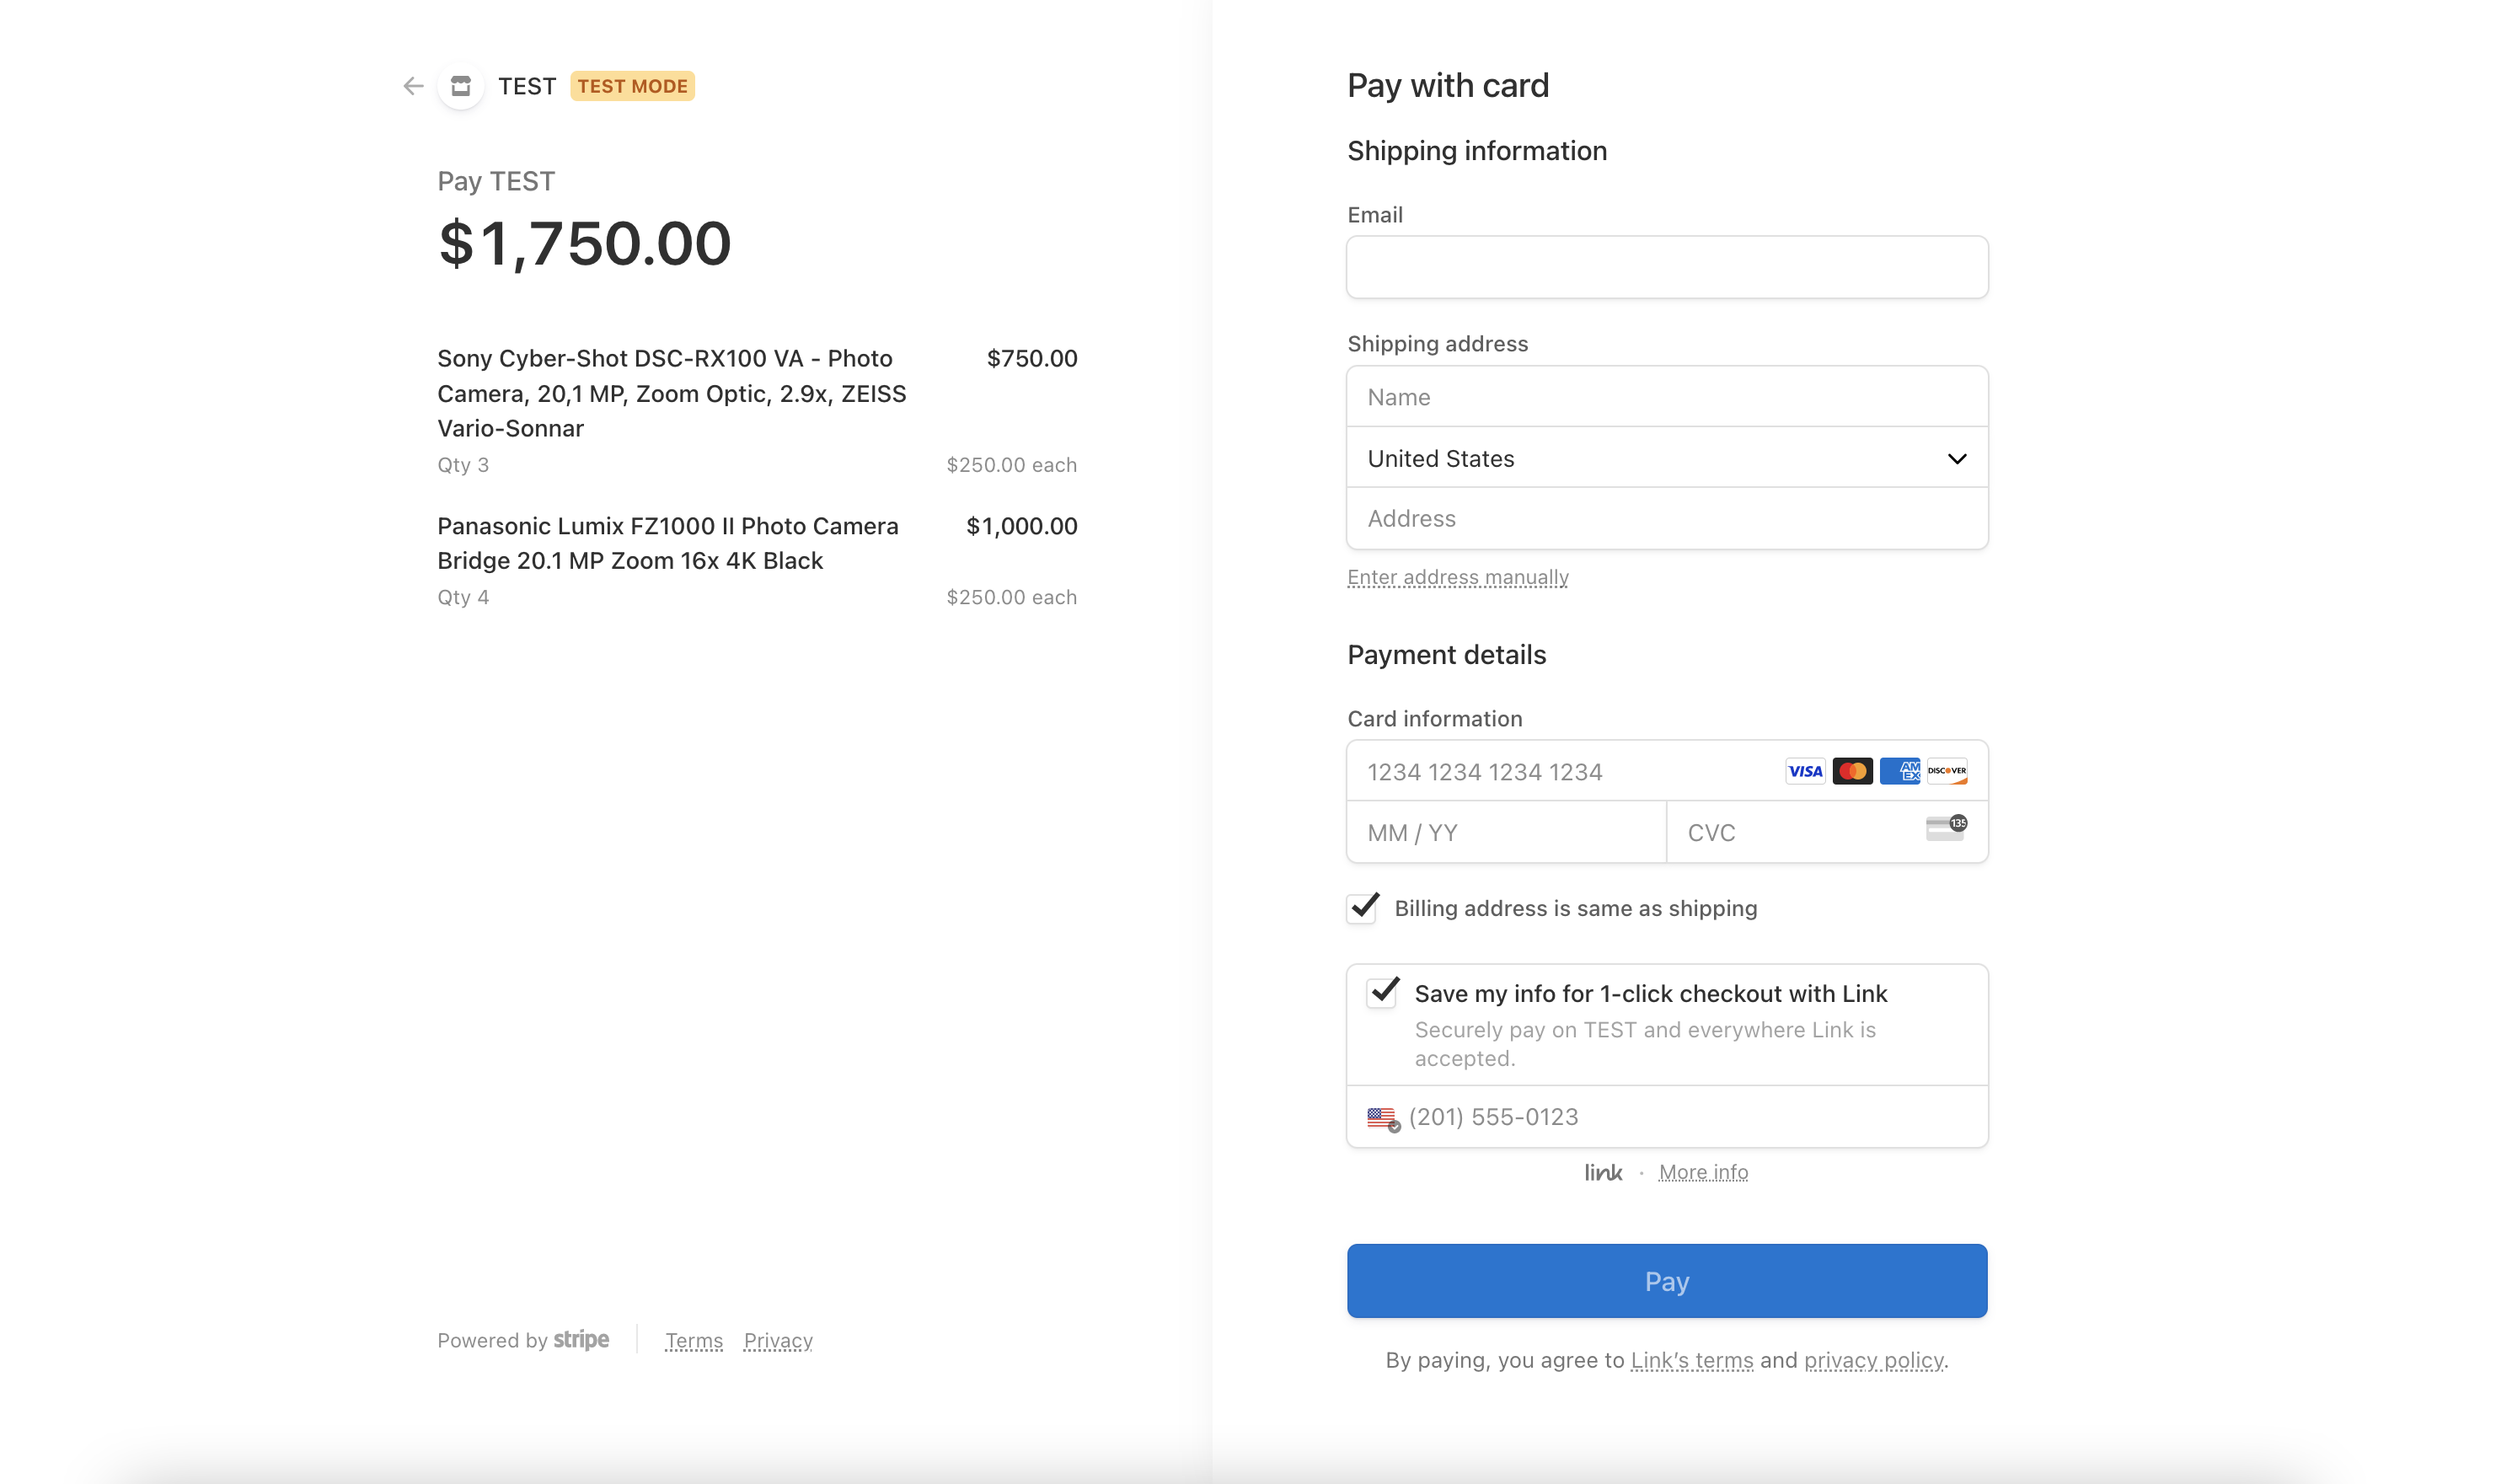 TEST TEST MODE
Pay TEST
$1,750.00
Sony Cyber-Shot DSC-RX100 VA - Photo $750.00
Camera, 20,1 MP, Zoom Optic, 2.9x, ZEISS
Vario-Sonnar
Qty 3 $250.00 each
Panasonic Lumix FZ1000 II Photo Camera $1,000.00
Bridge 20.1 MP Zoom 16x 4K Black
Qty 4 $250.00 each
Powered by stripe Terms Privacy
Pay with card
Shipping information
Email
Shipping address
Name
United States
Address
Enter address manually
Payment details
Card information
1234 1234 1234 1234 VISA AM EX DISCOVER
MM / YY CVC 135
Billing address is same as shipping
Save my info for 1-click checkout with Link
Securely pay on TEST and everywhere Link is
accepted.
(201) 555-0123
link · More info
Pay
By paying, you agree to Link’s terms and privacy policy.